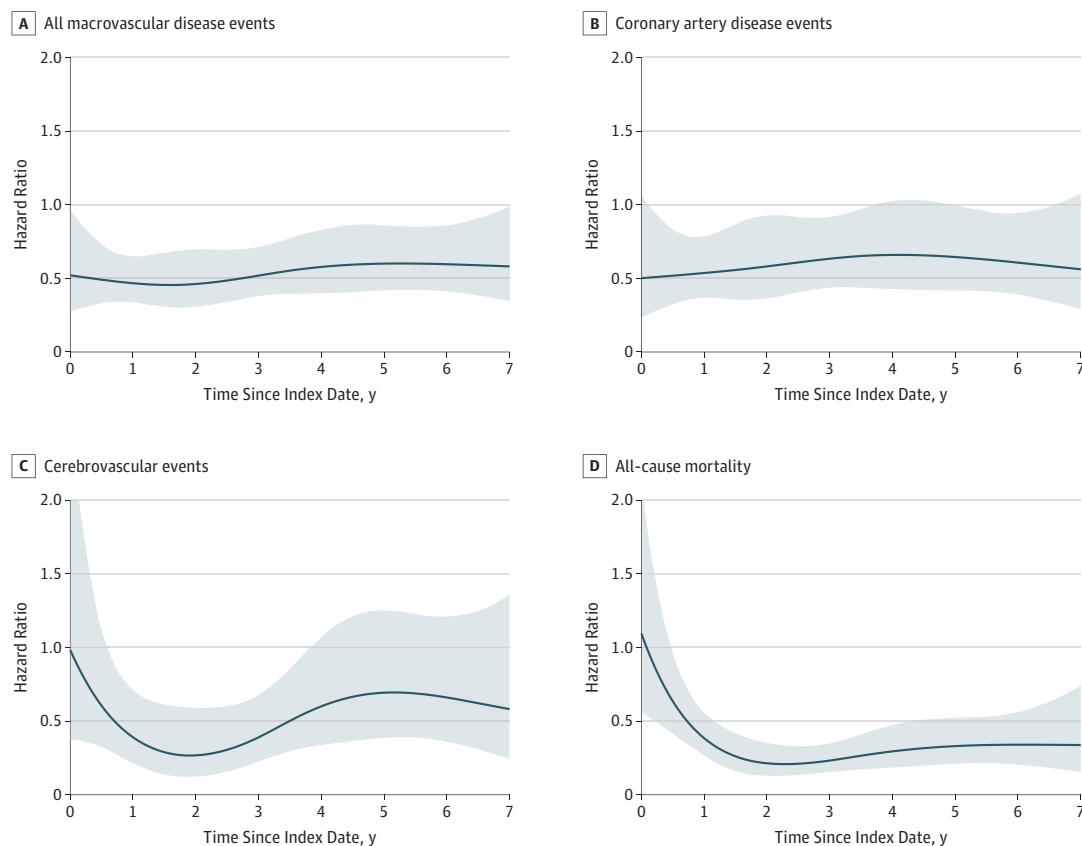 A All macrovascular disease events
2.0
1.5
1.0
0.5
0
Hazard Ratio
0 1 2 3 4 5 6 7
Time Since Index Date, y
B Coronary artery disease events
2.0
1.5
1.0
0.5
0
Hazard Ratio
0 1 2 3 4 5 6 7
Time Since Index Date, y
C Cerebrovascular events
2.0
1.5
1.0
0.5
0
Hazard Ratio
0 1 2 3 4 5 6 7
Time Since Index Date, y
D All-cause mortality
2.0
1.5
1.0
0.5
0
Hazard Ratio
0 1 2 3 4 5 6 7
Time Since Index Date, y